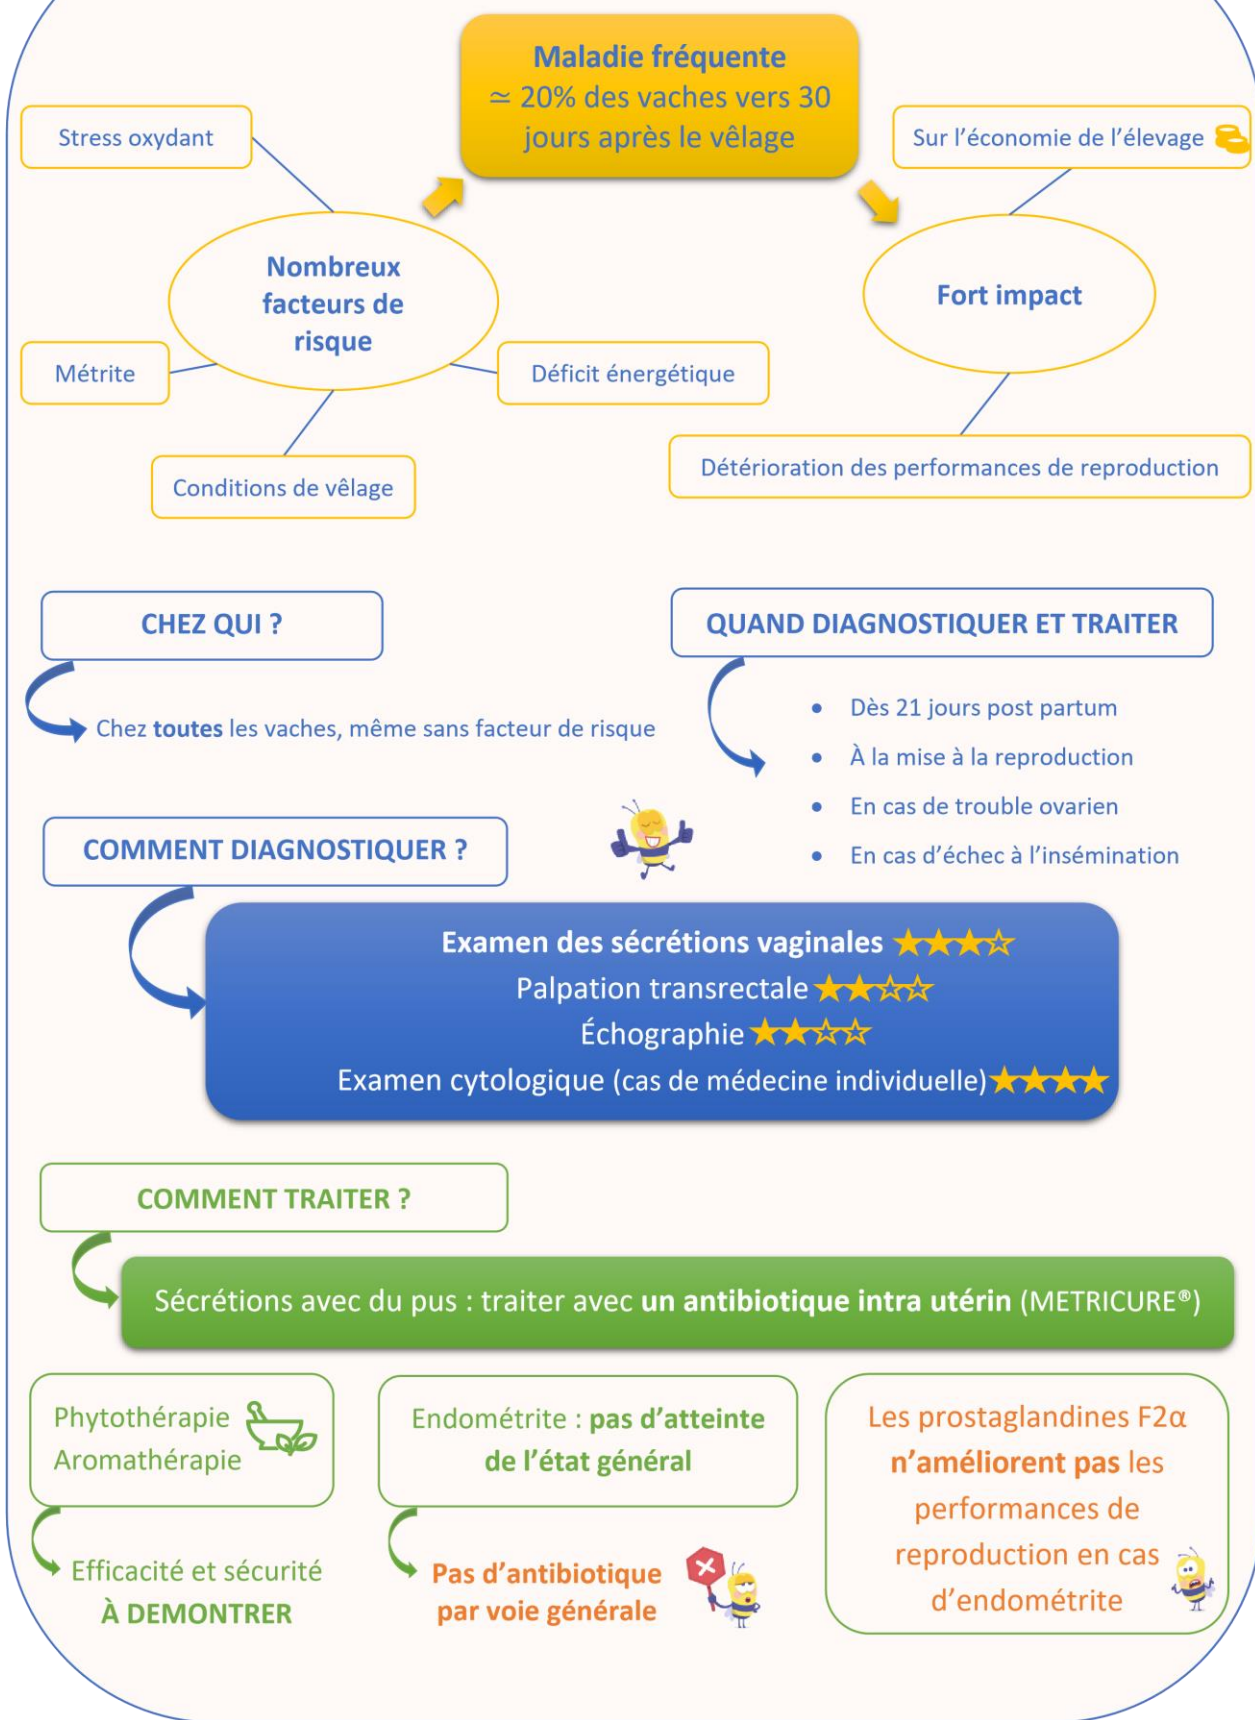 Maladie fréquente
≃ 20% des vaches vers 30
jours après le vêlage
Stress oxydant
Sur l’économie de l’élevage
Nombreux
facteurs de
risque
Fort impact
Métrite
Déficit énergétique
Conditions de vêlage
Détérioration des performances de reproduction
CHEZ QUI ?
Chez toutes les vaches, même sans facteur de risque
QUAND DIAGNOSTIQUER ET TRAITER
• Dès 21 jours post partum
• À la mise à la reproduction
• En cas de trouble ovarien
• En cas d’échec à l’insémination
COMMENT DIAGNOSTIQUER ?
Examen des sécrétions vaginales ★★★☆
Palpation transrectale ★★☆☆
Échographie ★★☆☆
Examen cytologique (cas de médecine individuelle) ★★★★
COMMENT TRAITER ?
Sécrétions avec du pus : traiter avec un antibiotique intra utérin (METRICURE®)
Phytothérapie
Aromathérapie
Efficacité et sécurité
À DEMONTRER
Endométrite : pas d’atteinte
de l’état général
Pas d’antibiotique
par voie générale
Les prostaglandines F2α
n’améliorent pas les
performances de
reproduction en cas
d’endométrite